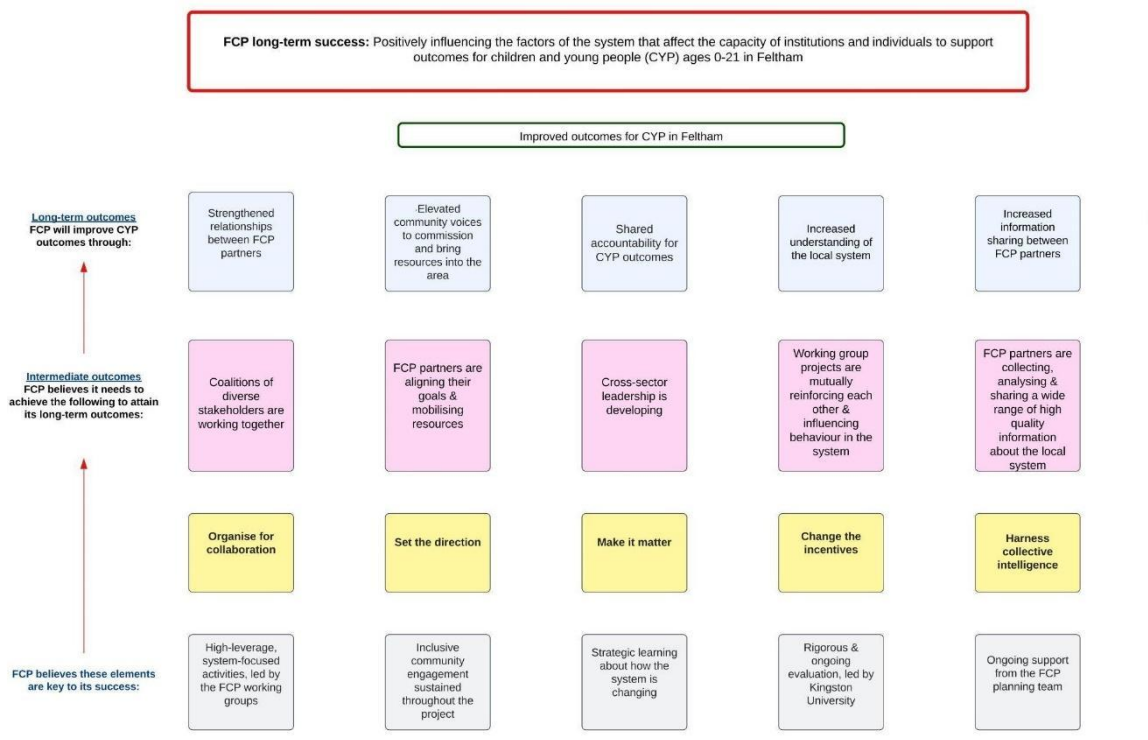 FCP long-term success: Positively influencing the factors of the system that affect the capacity of institutions and individuals to support
outcomes for children and young people (CYP) ages 0-21 in Feltham
Improved outcomes for CYP in Feltham
Long-term outcomes
FCP will improve CYP
outcomes through:
Strengthened
relationships
between FCP
partners
Elevated
community voices
to commission
and bring
resources into the
area
Shared
accountability for
CYP outcomes
Increased
understanding of
the local system
Increased
information
sharing between
FCP partners
Intermediate outcomes
FCP believes it needs to
achieve the following to attain
its long-term outcomes:
Coalitions of
diverse
stakeholders are
working together
FCP partners are
aligning their
goals &
mobilising
resources
Cross-sector
leadership is
developing
Working group
projects are
mutually
reinforcing each
other &
influencing
behaviour in the
system
FCP partners are
collecting,
analysing &
sharing a wide
range of high
quality
information
about the local
system
Organise for
collaboration
Set the direction
Make it matter
Change the
incentives
Harness
collective
intelligence
FCP believes these elements
are key to its success:
High-leverage,
system-focused
activities, led by
the FCP working
groups
Inclusive
community
engagement
sustained
throughout the
project
Strategic learning
about how the
system is
changing
Rigorous &
ongoing
evaluation, led by
Kingston
University
Ongoing support
from the FCP
planning team